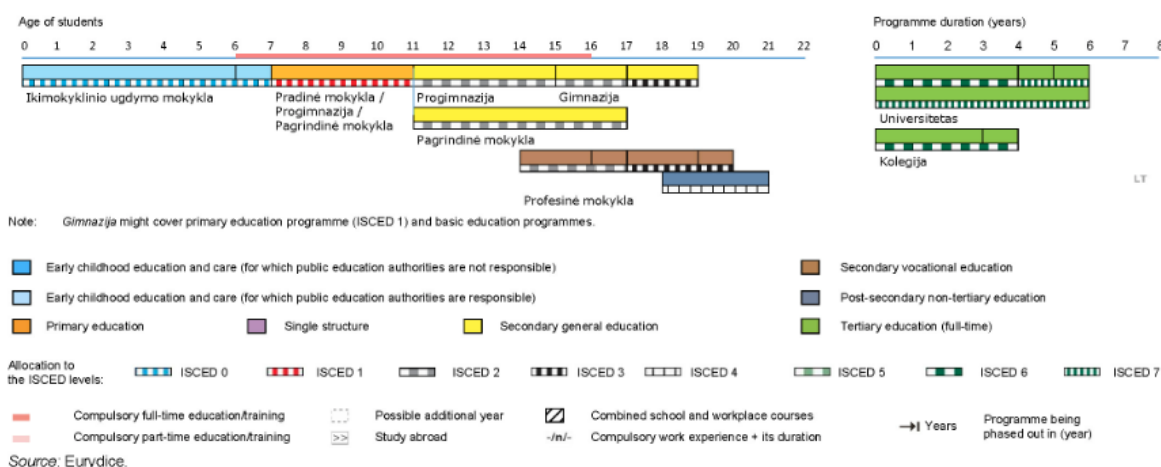 Age of students
Programme duration (years)
0 1 2 3 4 5 6 7 8 9 10 11 12 13 14 15 16 17 18 19 20 21 22
0 1 2 3 4 5 6 7 8
Ikimokyklinio ugdymo mokykla
Pradinė mokykla /
Progimnazija /
Pagrindinė mokykla
Progimnazija
Gimnazija
Pagrindinė mokykla
Profesinė mokykla
Universitetas
Kolegija
LT
Note: Gimnazija might cover primary education programme (ISCED 1) and basic education programmes.
Early childhood education and care (for which public education authorities are not responsible)
Secondary vocational education
Early childhood education and care (for which public education authorities are responsible)
Post-secondary non-tertiary education
Primary education
Single structure
Secondary general education
Tertiary education (full-time)
Allocation to
the ISCED levels:
ISCED 0
ISCED 1
ISCED 2
ISCED 3
ISCED 4
ISCED 5
ISCED 6
ISCED 7
Compulsory full-time education/training
Possible additional year
Combined school and workplace courses
Compulsory part-time education/training
>> Study abroad
-/n/- Compulsory work experience + its duration
Years
Programme being
phased out in (year)
Source: Eurydice.